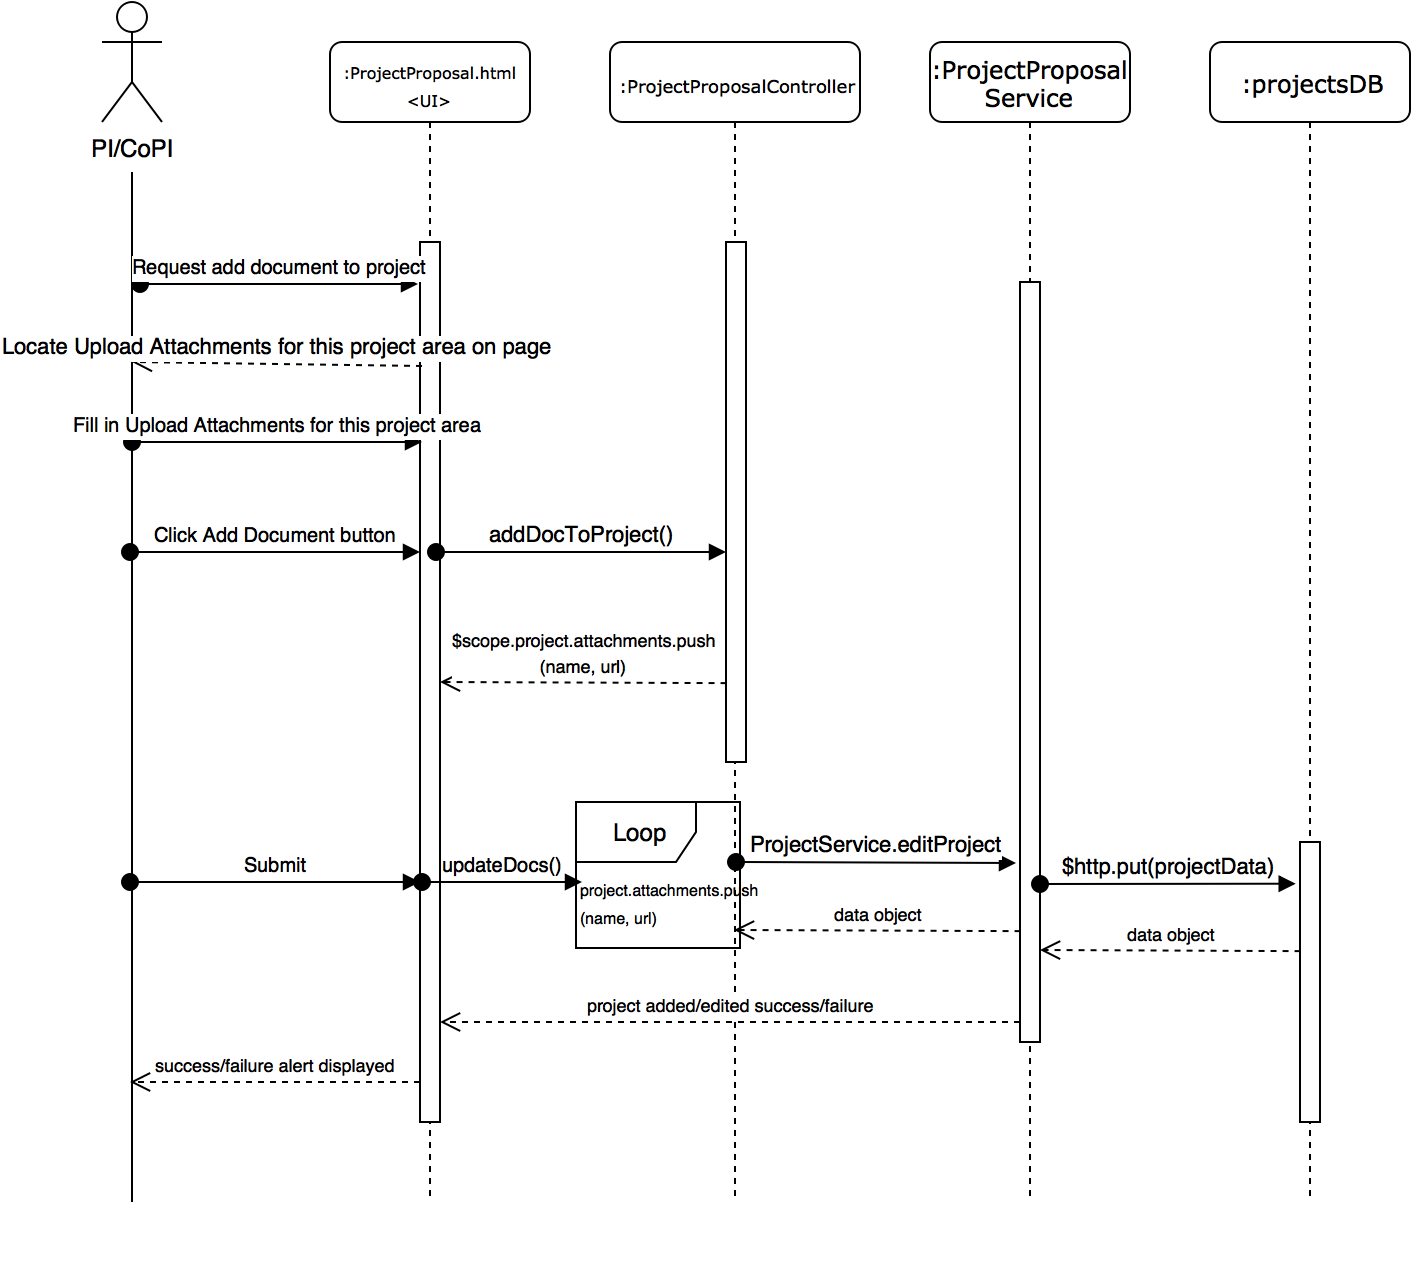 PI/CoPI
:ProjectProposal.html
<UI>
:ProjectProposalController
:ProjectProposal
Service
:projectsDB
Request add document to project
Locate Upload Attachments for this project area on page
Fill in Upload Attachments for this project area
Click Add Document button
addDocToProject()
$scope.project.attachments.push
(name, url)
Loop
Submit
updateDocs()
project.attachments.push
(name, url)
ProjectService.editProject
$http.put(projectData)
data object
data object
project added/edited success/failure
success/failure alert displayed